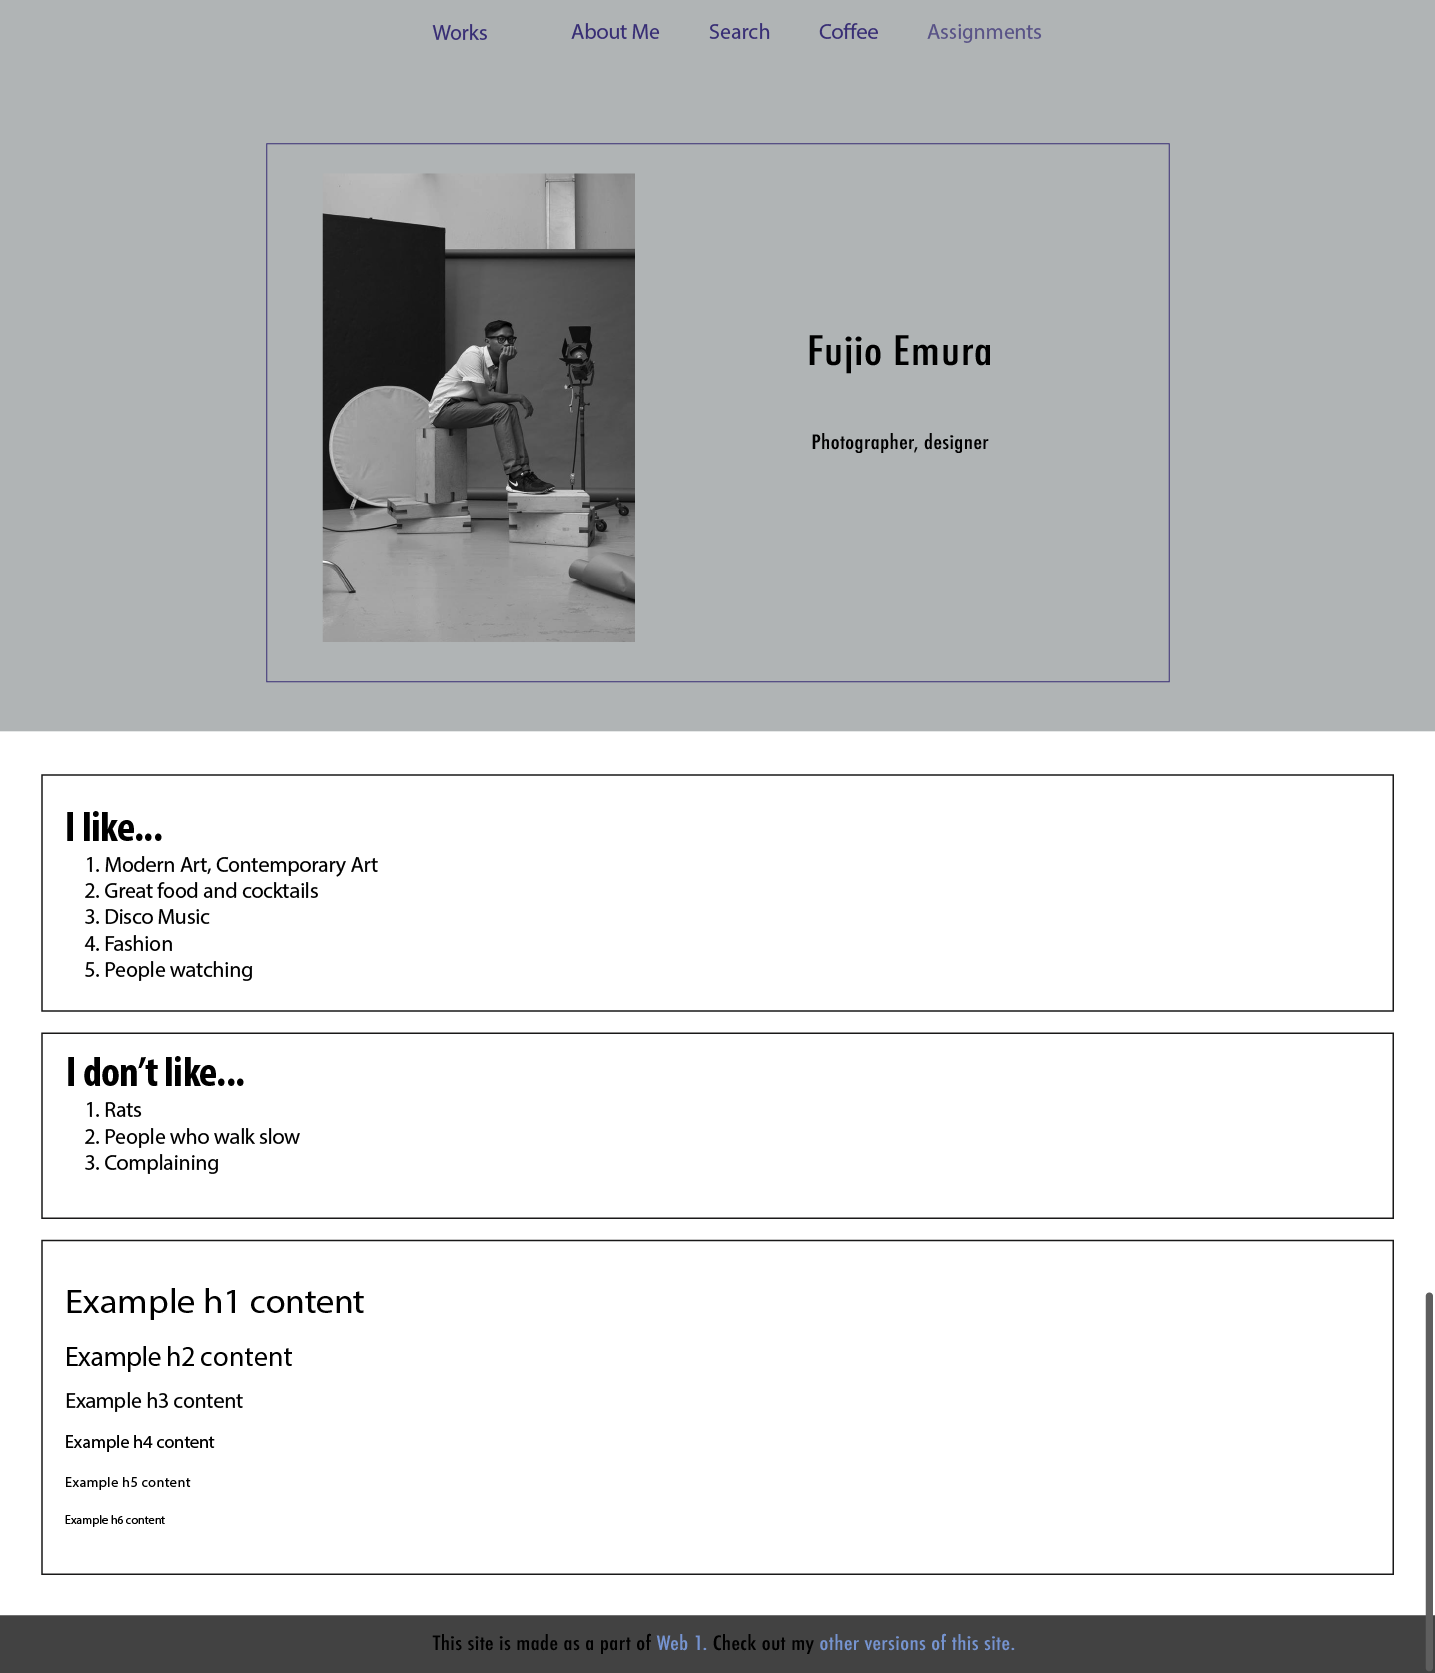 Works About Me Search Coffee Assignments
Fujio Emura
Photographer, designer
I like...
1. Modern Art, Contemporary Art
2. Great food and cocktails
3. Disco Music
4. Fashion
5. People watching
I don’t like...
1. Rats
2. People who walk slow
3. Complaining
Example h1 content
Example h2 content
Example h3 content
Example h4 content
Example h5 content
Example h6 content
This site is made as a part of Web 1. Check out my other versions of this site.